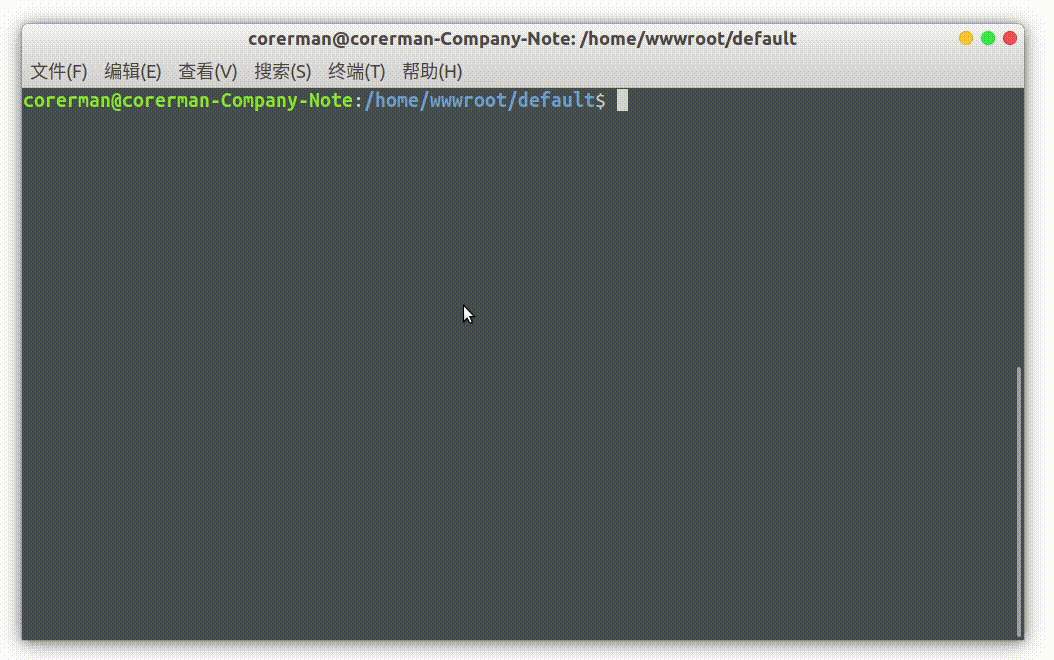 corerman@corerman-Company-Note: /home/wwwroot/default
文件(F) 编辑(E) 查看(V) 搜索(S) 终端(T) 帮助(H)
corerman@corerman-Company-Note:/home/wwwroot/default$